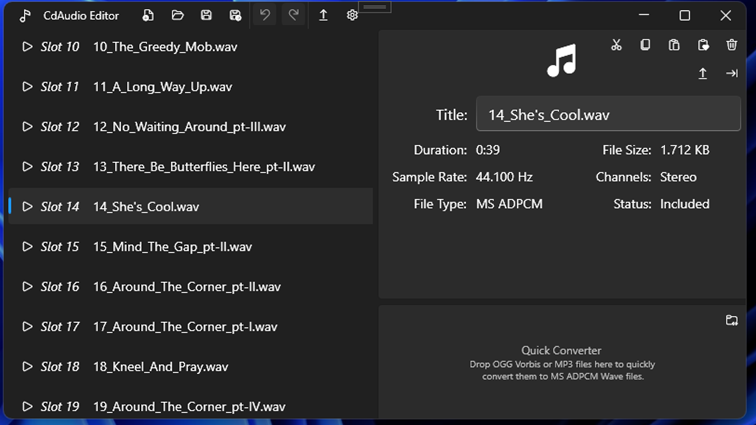 CdAudio Editor
Slot 10 10_The_Greedy_Mob.wav
Slot 11 11_A_Long_Way_Up.wav
Slot 12 12_No_Waiting_Around_pt-III.wav
Slot 13 13_There_Be_Butterflies_Here_pt-II.wav
Slot 14 14_She's_Cool.wav
Slot 15 15_Mind_The_Gap_pt-II.wav
Slot 16 16_Around_The_Corner_pt-II.wav
Slot 17 17_Around_The_Corner_pt-I.wav
Slot 18 18_Kneel_And_Pray.wav
Slot 19 19_Around_The_Corner_pt-IV.wav
Title: 14_She's_Cool.wav
Duration: 0:39 File Size: 1.712 KB
Sample Rate: 44.100 Hz Channels: Stereo
File Type: MS ADPCM Status: Included
Quick Converter
Drop OGG Vorbis or MP3 files here to quickly
convert them to MS ADPCM Wave files.